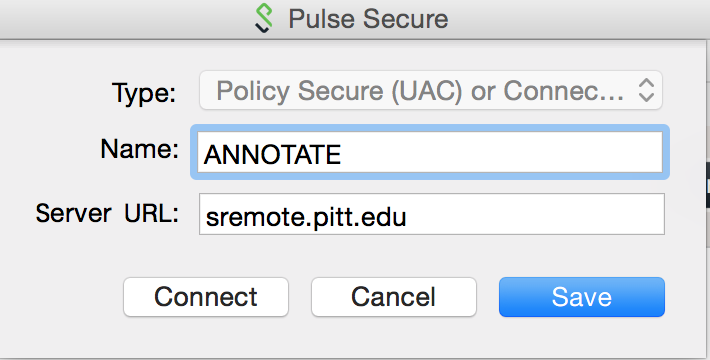 Pulse Secure
Type: Policy Secure (UAC) or Connec...
Name: ANNOTATE
Server URL: sremote.pitt.edu
Connect Cancel Save